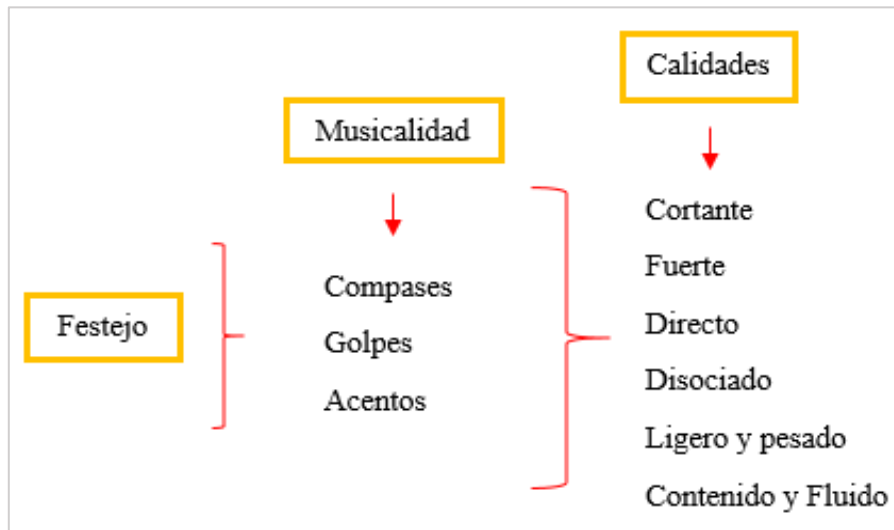 Calidades
Musicalidad
Cortante
Fuerte
Compases
Festejo
Directo
Golpes
Disociado
Acentos
Ligero y pesado
Contenido y Fluido